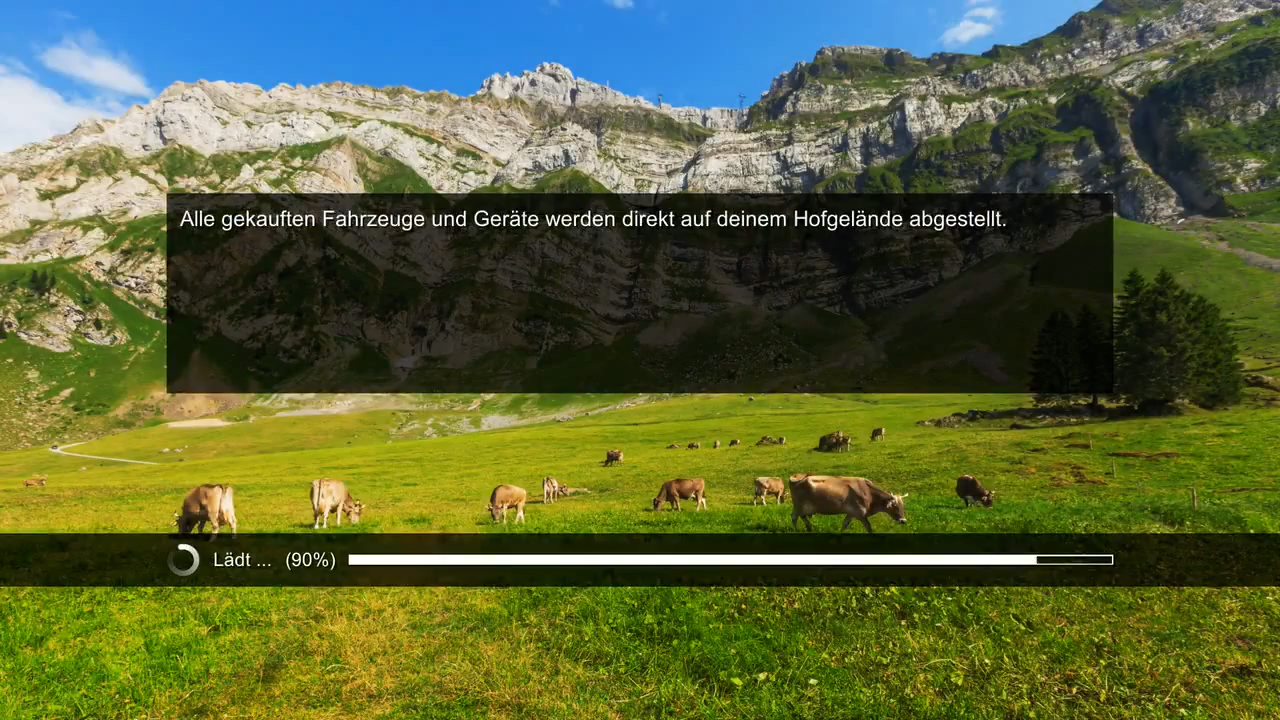 Alle gekauften Fahrzeuge und Geräte werden direkt auf deinem Hofgelände abgestellt.
Lädt ... (90%)